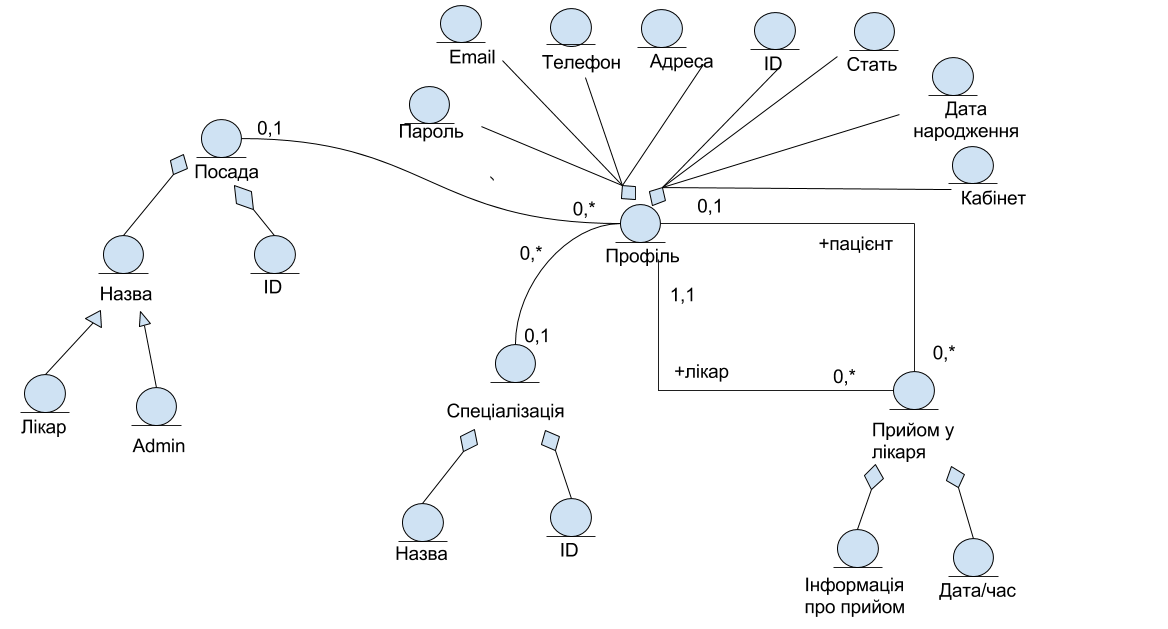 Email
Телефон
Адреса
ID
Стать
Пароль
Дата
народження
0,1
Посада
Кабінет
0,*
0,1
Профіль
+пацієнт
0,*
ID
Назва
1,1
0,1
0,*
+лікар
0,*
Спеціалізація
Лікар
Admin
Прийом у
лікаря
Назва
ID
Інформація
про прийом
Дата/час